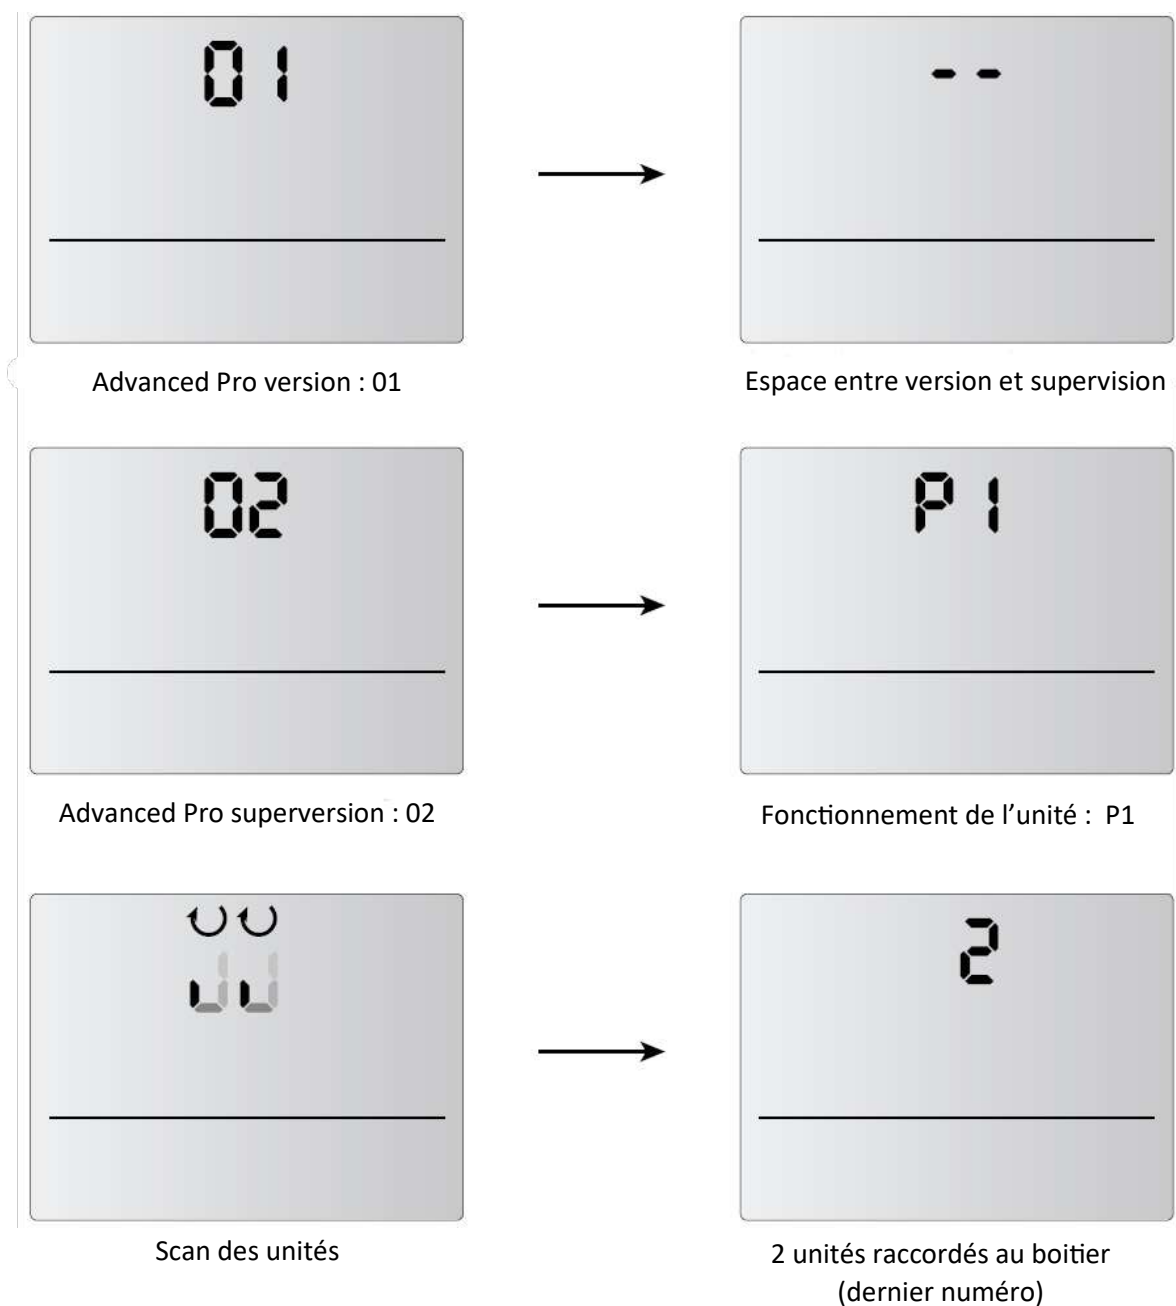 01
--
Advanced Pro version : 01
Espace entre version et supervision
02
P1
Advanced Pro superversion : 02
Fonctionnement de l’unité : P1
2
Scan des unités
2 unités raccordés au boitier
(dernier numéro)